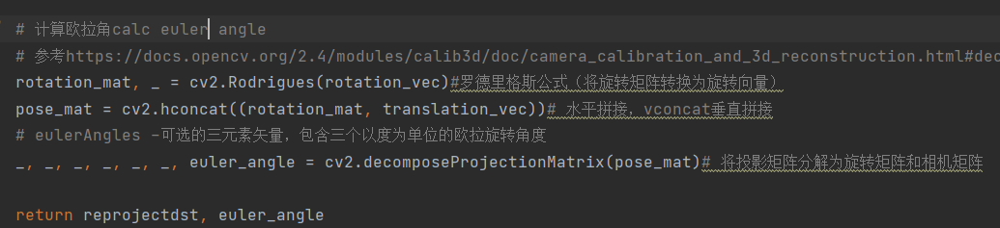 # 计算欧拉角calc euler angle
# 参考https://docs.opencv.org/2.4/modules/calib3d/doc/camera_calibration_and_3d_reconstruction.html#dec
rotation_mat, _ = cv2.Rodrigues(rotation_vec)#罗德里格斯公式（将旋转矩阵转换为旋转向量）
pose_mat = cv2.hconcat((rotation_mat, translation_vec))# 水平拼接，vconcat垂直拼接
# eulerAngles –可选的三元素矢量，包含三个以度为单位的欧拉旋转角度
_, _, _, _, _, _, euler_angle = cv2.decomposeProjectionMatrix(pose_mat)# 将投影矩阵分解为旋转矩阵和相机矩阵
return reprojectdst, euler_angle